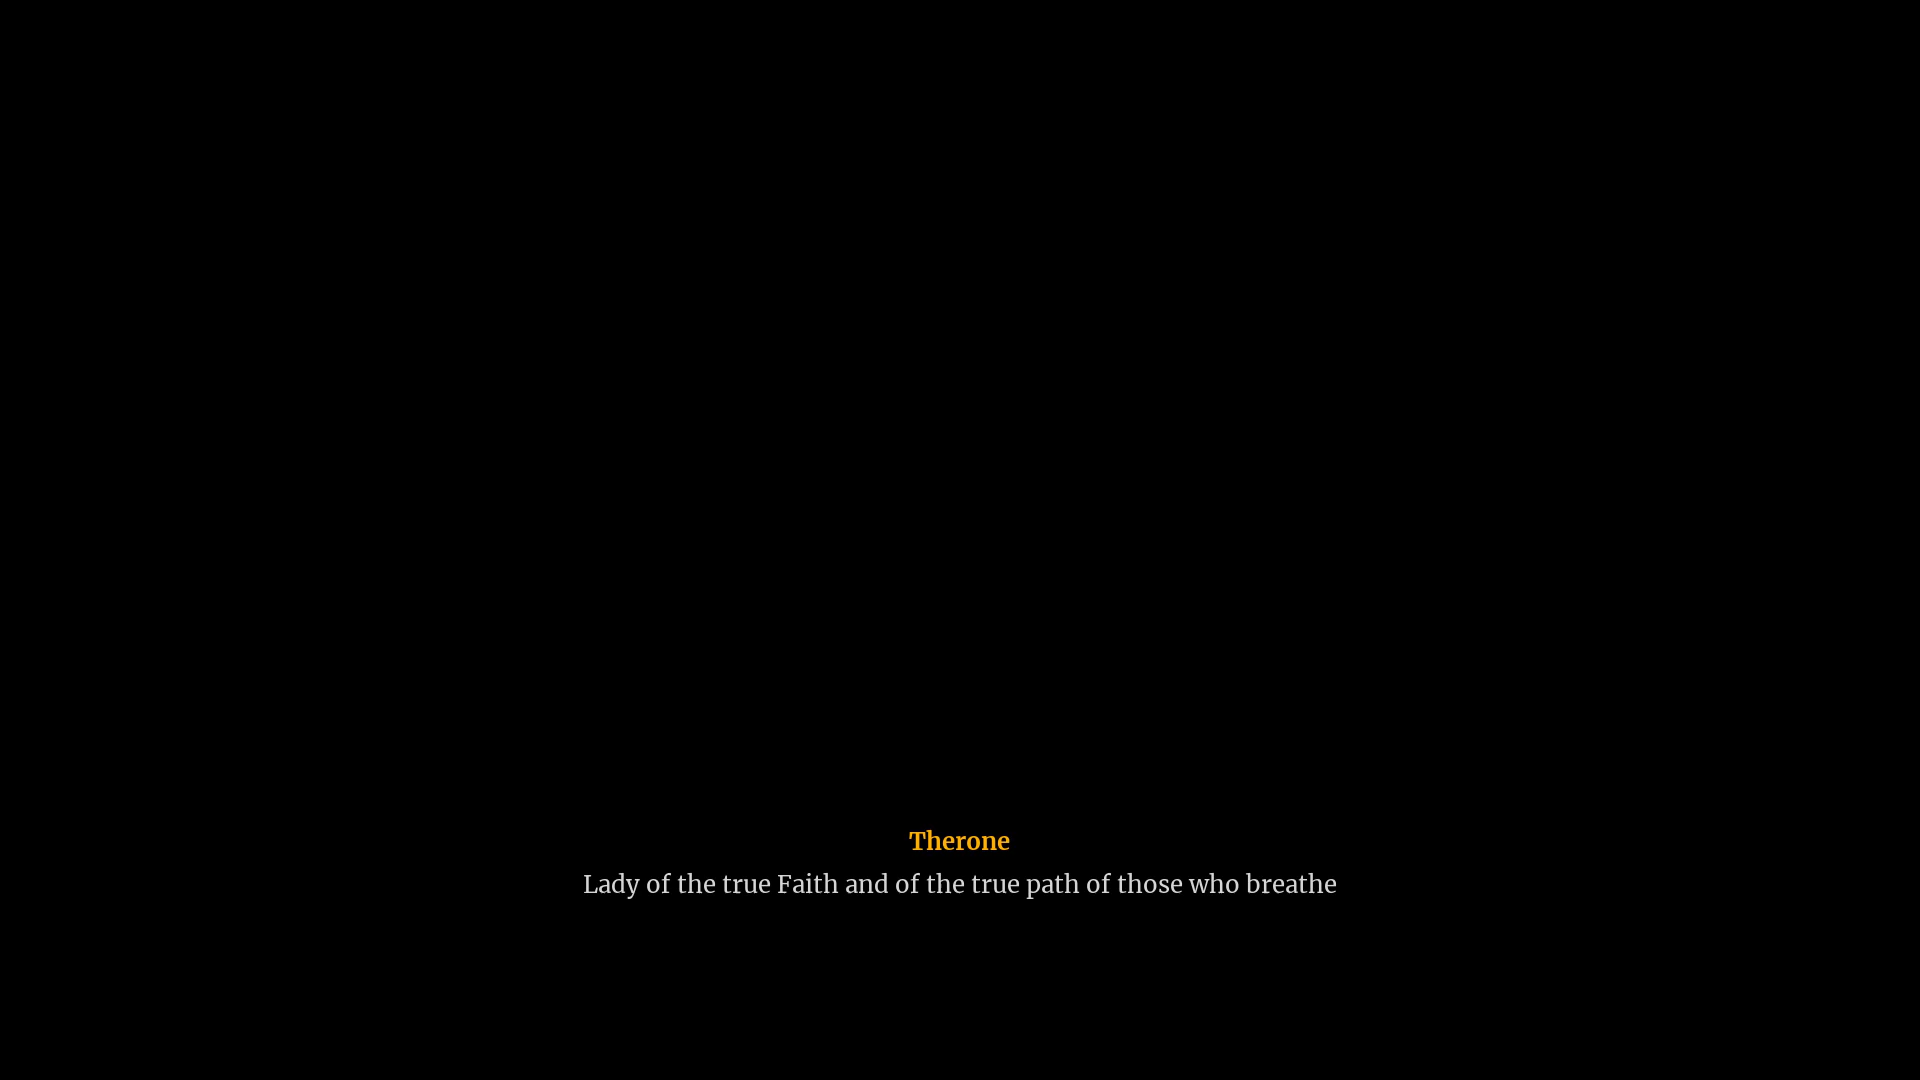 Therone
Lady of the true Faith and of the true path of those who breathe